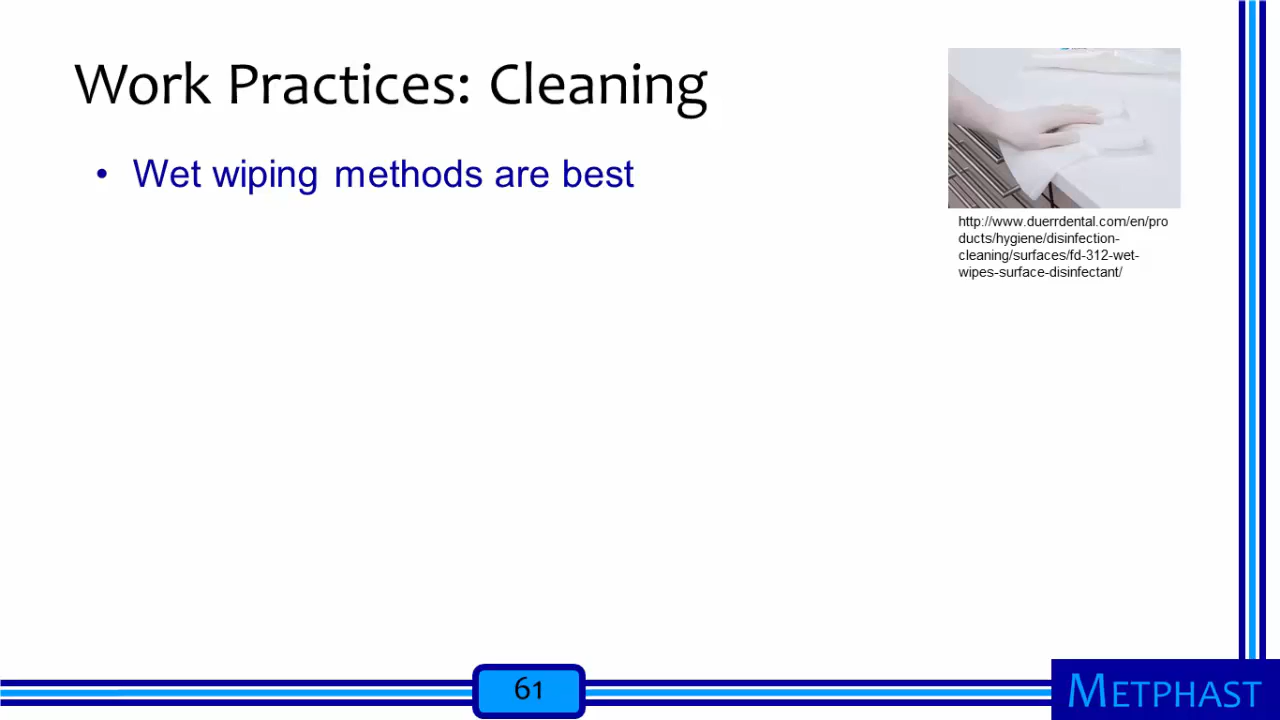 Work Practices: Cleaning
• Wet wiping methods are best
http://www.duerrdental.com/en/pro
ducts/hygiene/disinfection-
cleaning/surfaces/fd-312-wet-
wipes-surface-disinfectant/
61
METPHAST